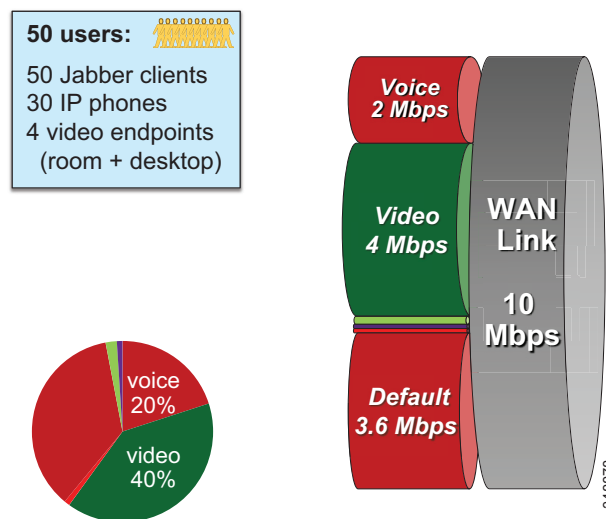 50 users:
50 Jabber clients
30 IP phones
4 video endpoints
(room + desktop)
Voice
2 Mbps
Video
4 Mbps
Default
3.6 Mbps
WAN
Link
10
Mbps
voice
20%
video
40%